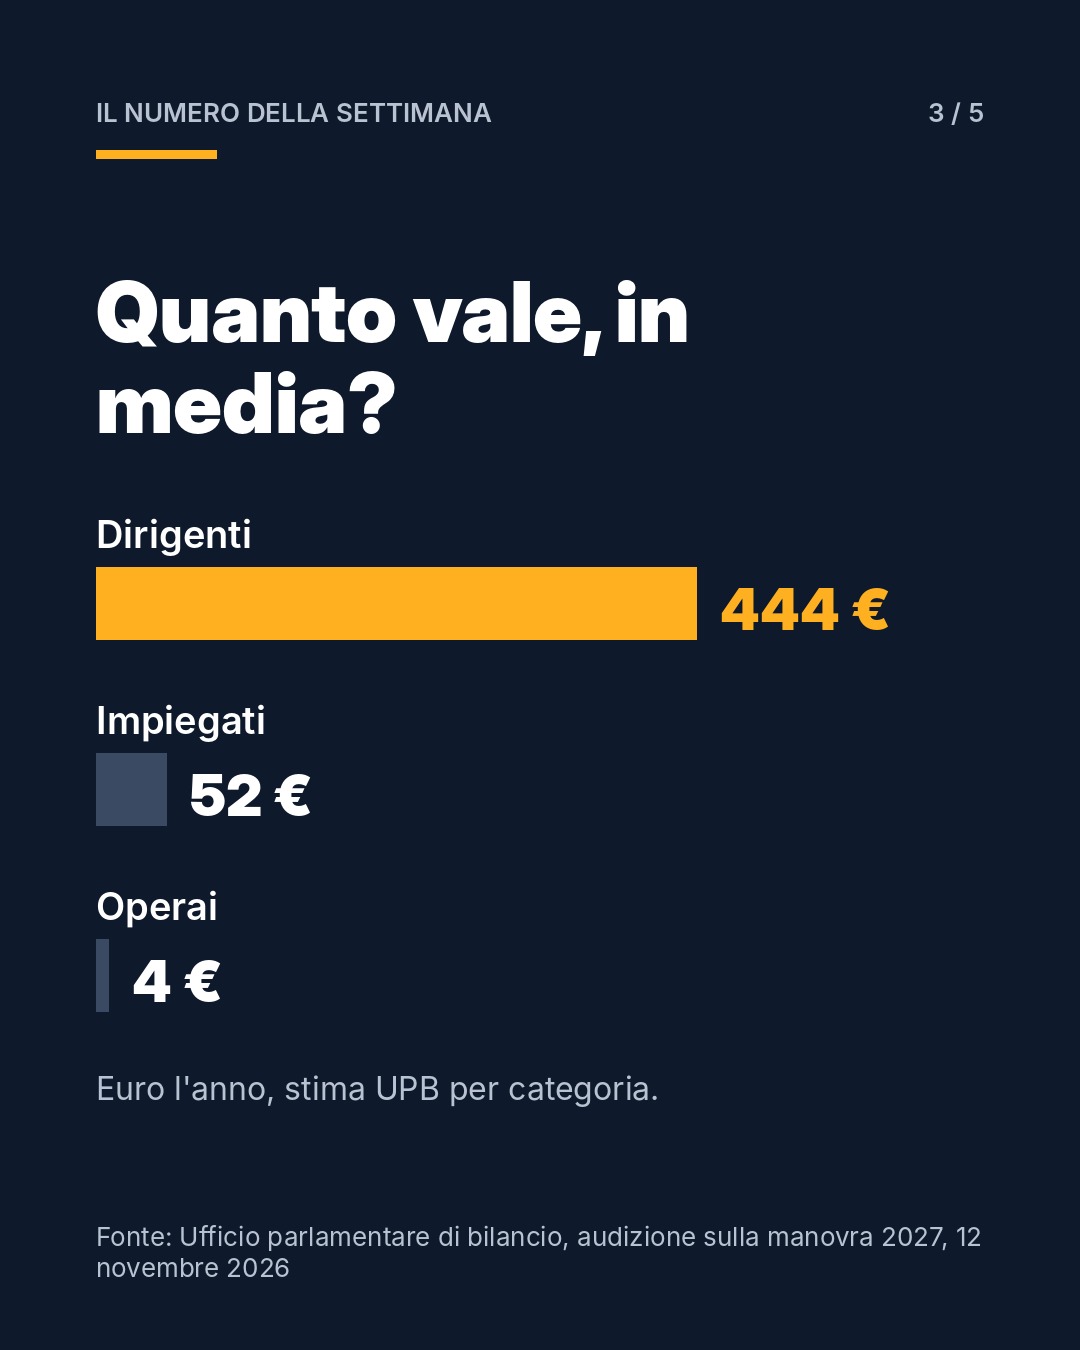 IL NUMERO DELLA SETTIMANA
3 / 5
Quanto vale, in
media?
Dirigenti
444 €
Impiegati
52 €
Operai
4 €
Euro l'anno, stima UPB per categoria.
Fonte: Ufficio parlamentare di bilancio, audizione sulla manovra 2027, 12
novembre 2026